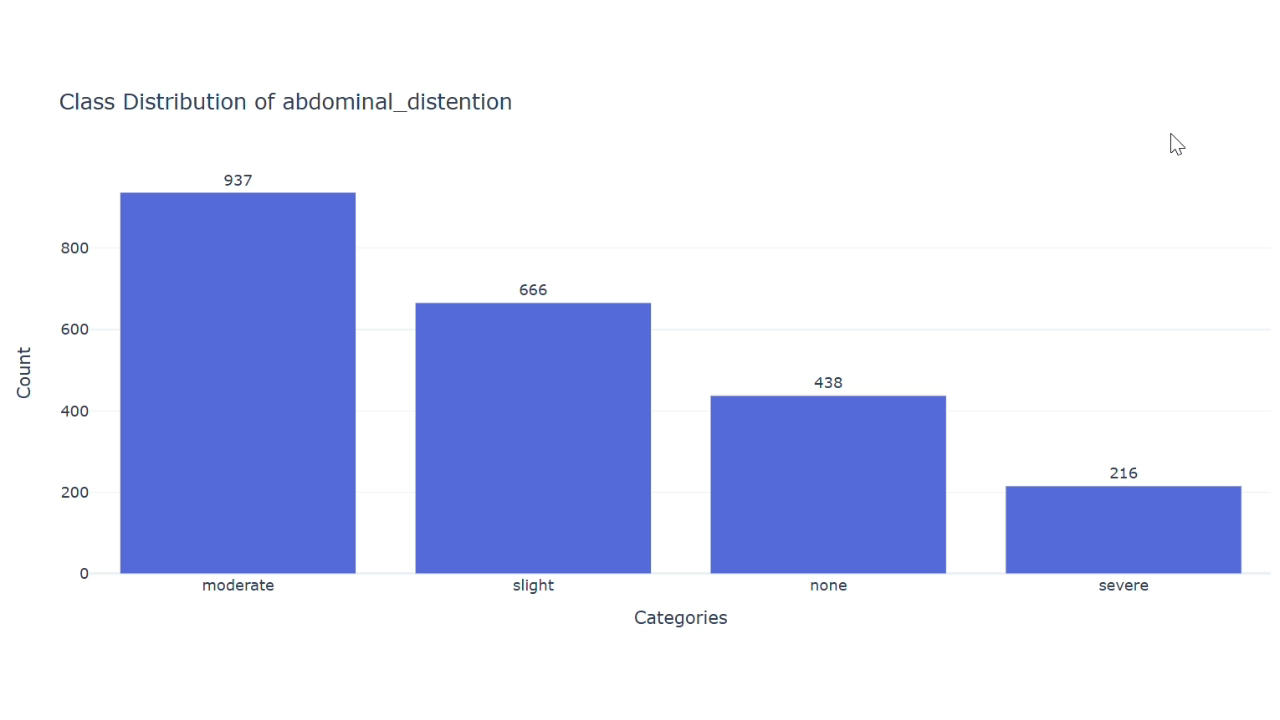 Class Distribution of abdominal_distention
937
800
666
600
Count
438
400
216
200
0
moderate slight none severe
Categories